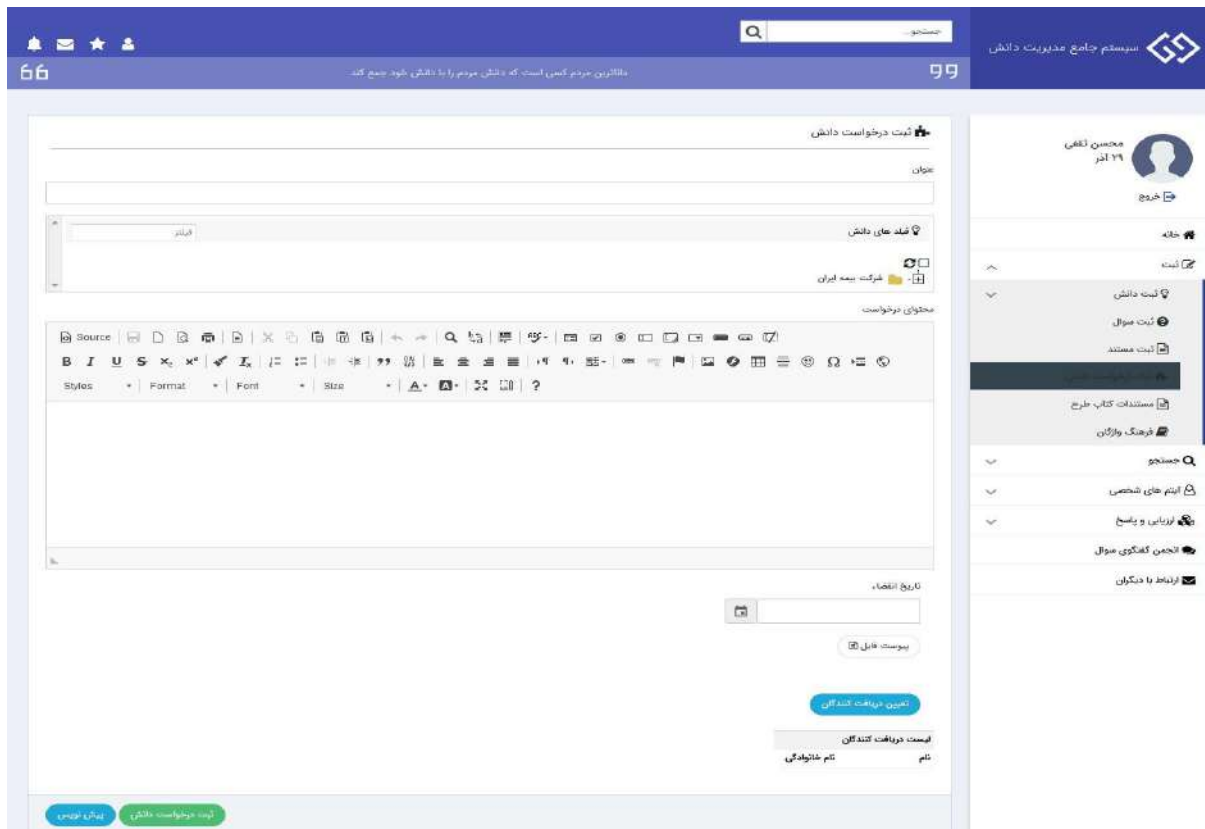 سیستم جامع مدیریت دانش
جستجو...
داناترین مردم کسی است که دانش مردم را با دانش خود جمع کند
محسن ثقفی
۲۹ آذر
خروج
خانه
ثبت
ثبت دانش
ثبت سوال
ثبت مستند
ثبت درخواست دانش
مستندات کتاب طرح
فرهنگ واژگان
جستجو
آیتم های شخصی
ارزیابی و پاسخ
انجمن گفتگوی سوال
ارتباط با دیگران
ثبت درخواست دانش
عنوان
فیلد های دانش
فیلتر
شرکت بیمه ایران
محتوای درخواست
Source
Styles Format Font Size
تاریخ انقضاء
پیوست فایل
تعیین دریافت کنندگان
لیست دریافت کنندگان
نام نام خانوادگی
ثبت درخواست دانش پیش نویس